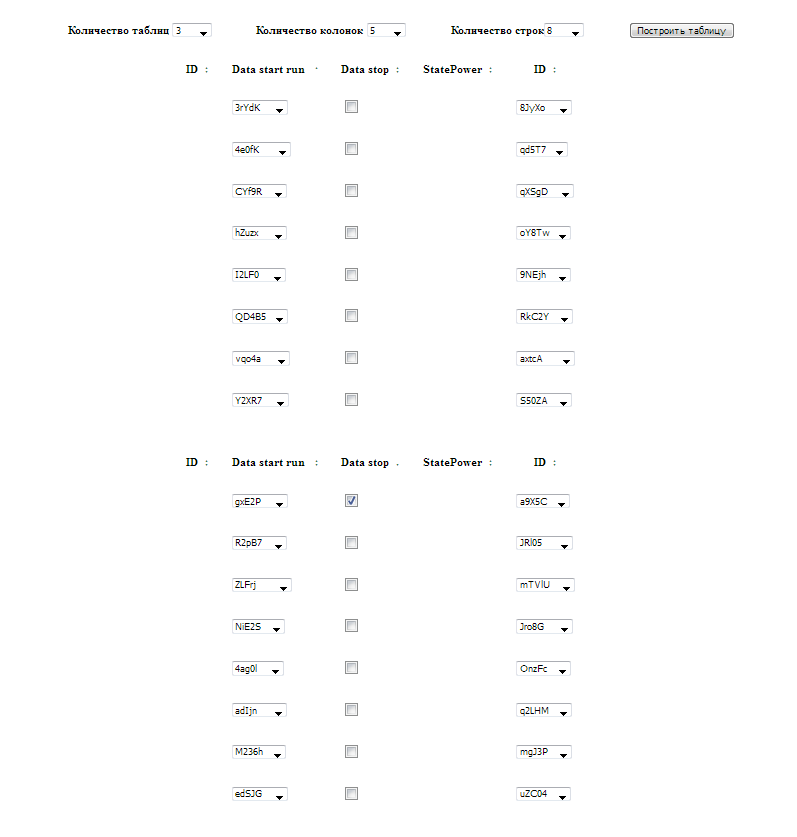 Количество таблиц 3 Количество колонок 5 Количество строк 8 Построить таблицу
ID Data start run Data stop StatePower ID
3rYdK 8JyXo
4e0fK qd5T7
CYf9R qXSgD
hZuzx oY8Tw
I2LF0 9NEjh
QD4B5 RkC2Y
vqo4a axtcA
Y2XR7 S50ZA
ID Data start run Data stop StatePower ID
gxE2P a9X5C
R2pB7 JRl05
ZLFrj mTVlU
NiE2S Jro8G
4ag0l OnzFc
adIjn q2LHM
M236h mgJ3P
edSJG uZC04